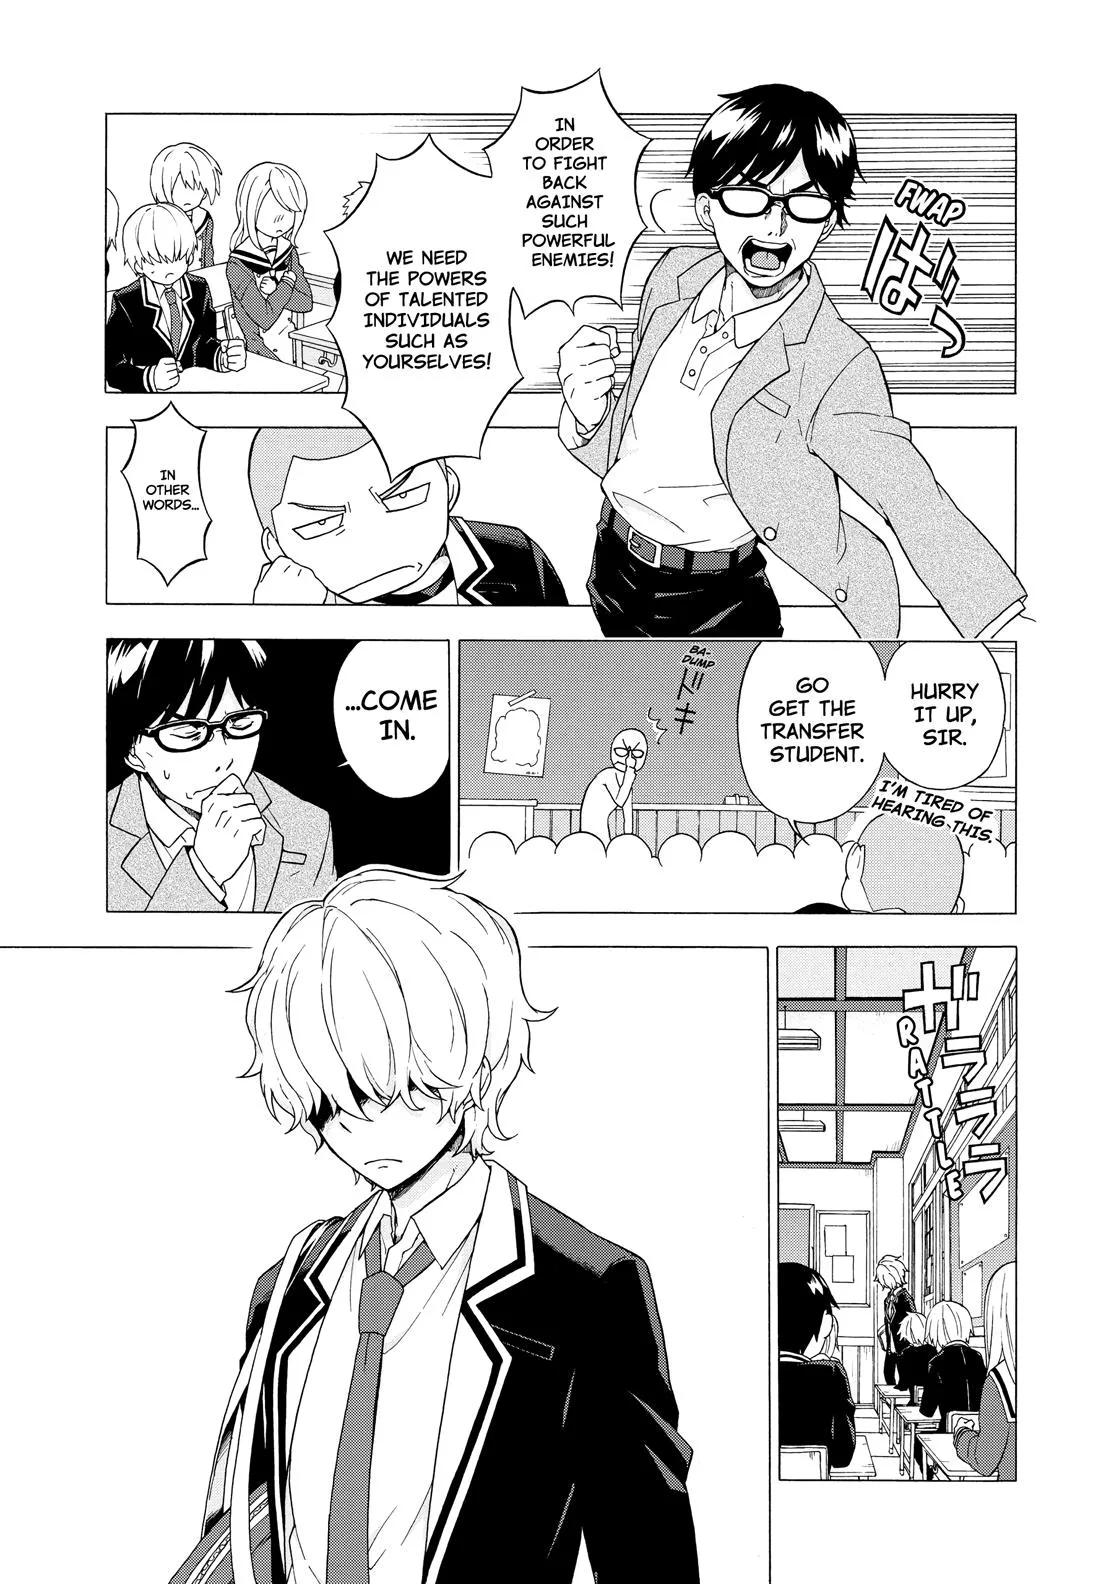 IN
ORDER
TO FIGHT
BACK
AGAINST
SUCH
POWERFUL
ENEMIES!
FWAP
ばっ
WE NEED
THE POWERS
OF TALENTED
INDIVIDUALS
SUCH AS
YOURSELVES!
IN
OTHER
WORDS...
HURRY
IT UP,
SIR.
I'M TIRED OF
HEARING THIS.
GO
GET THE
TRANSFER
STUDENT.
BA-
DUMP
ドキ
...COME
IN.
ガララララ
RATTLE